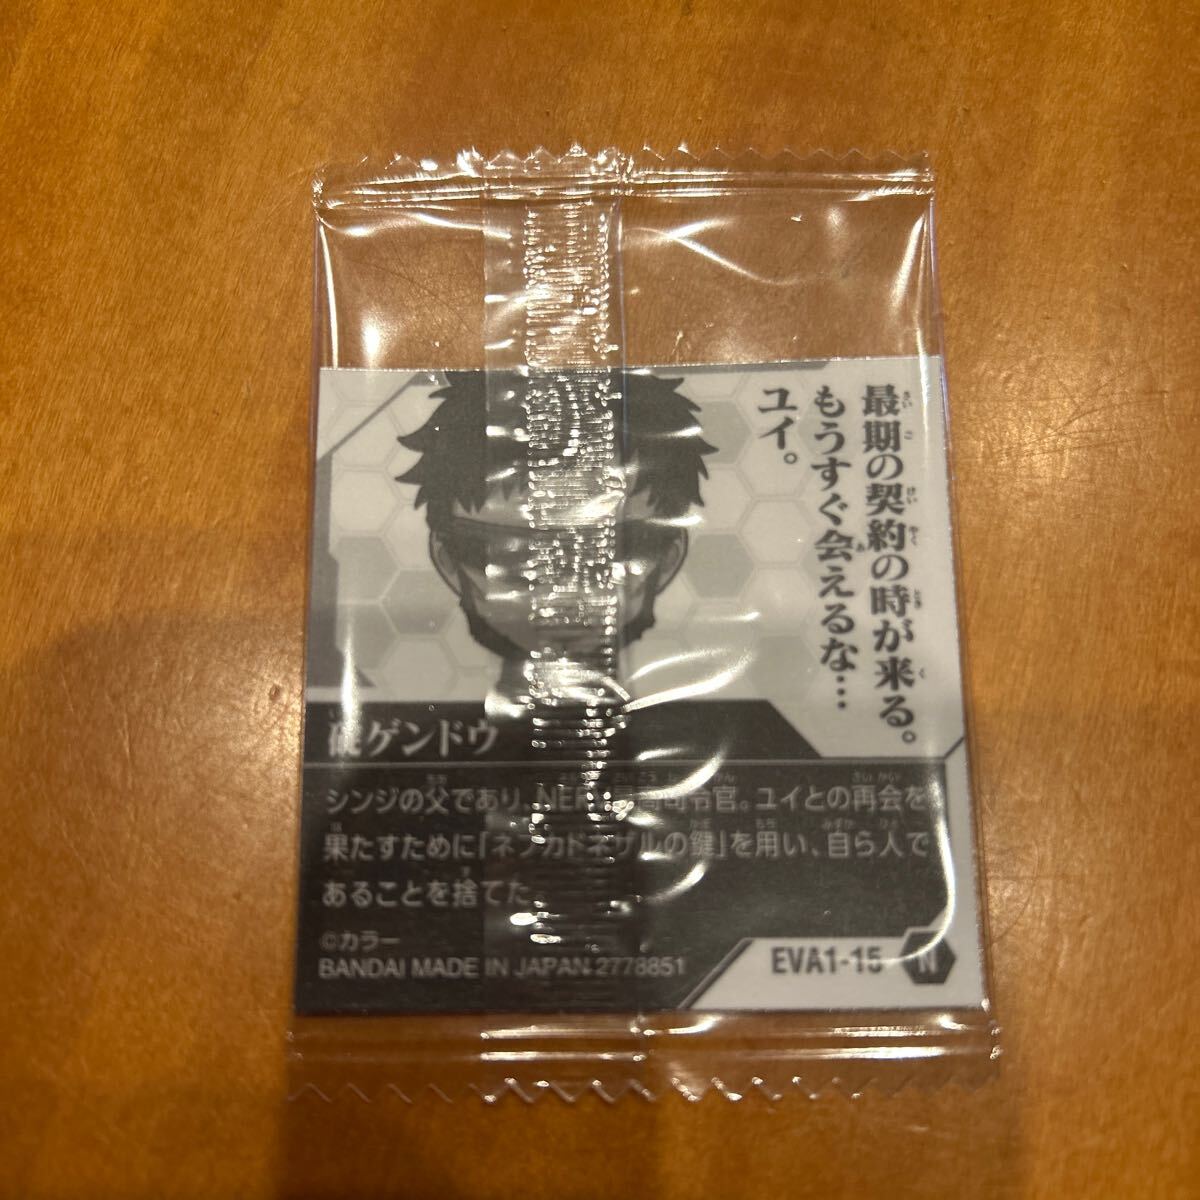 最期の契約の時が来る。
もうすぐ会えるな…
ユイ。
碇ゲンドウ
シンジの父であり、NERV最高司令官。ユイとの再会を
果たすために「ネブカドネザルの鍵」を用い、自ら人で
あることを捨てた。
©カラー
BANDAI MADE IN JAPAN 2778851
EVA1-15 N